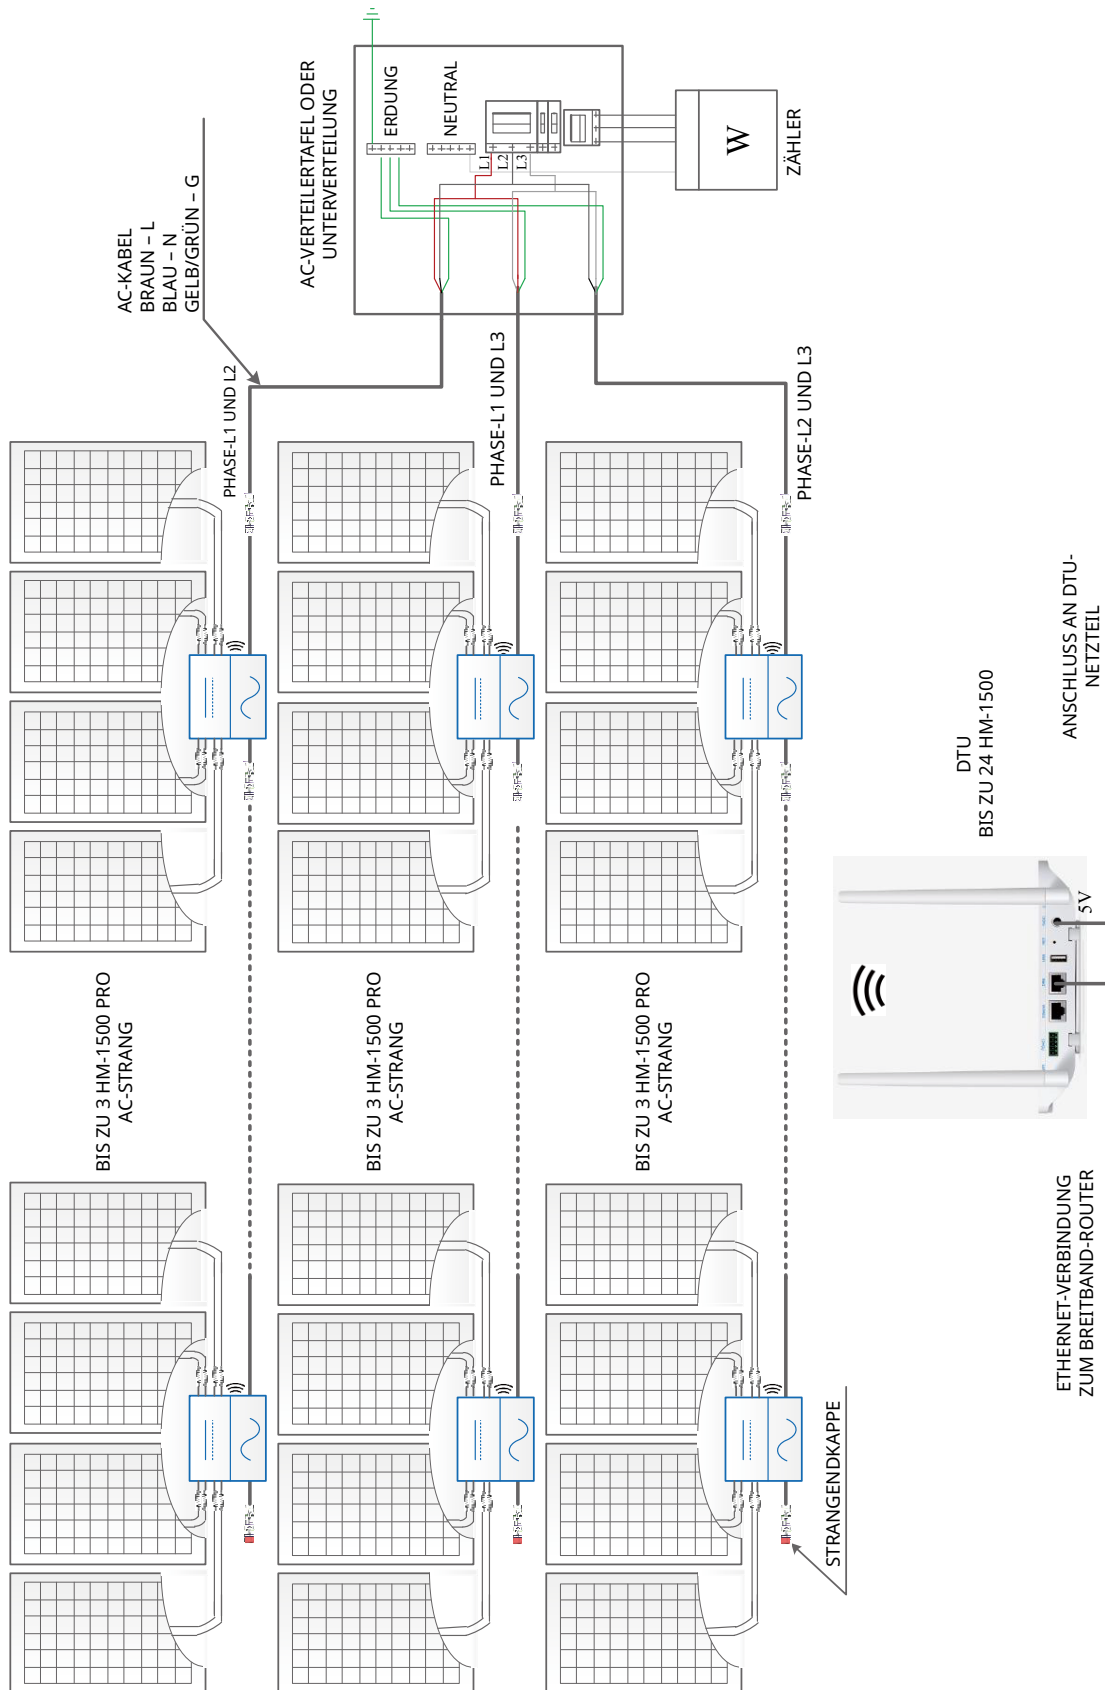 AC-KABEL
BRAUN – L
BLAU – N
GELB/GRÜN – G
AC-VERTEILERTAFEL ODER
UNTERVERTEILUNG
ERDUNG
NEUTRAL
L1
L2
L3
W
ZÄHLER
PHASE-L1 UND L2
PHASE-L1 UND L3
PHASE-L2 UND L3
BIS ZU 3 HM-1500 PRO
AC-STRANG
BIS ZU 3 HM-1500 PRO
AC-STRANG
BIS ZU 3 HM-1500 PRO
AC-STRANG
STRANGENDKAPPE
DTU
BIS ZU 24 HM-1500
ANSCHLUSS AN DTU-
NETZTEIL
5V
ETHERNET-VERBINDUNG
ZUM BREITBAND-ROUTER